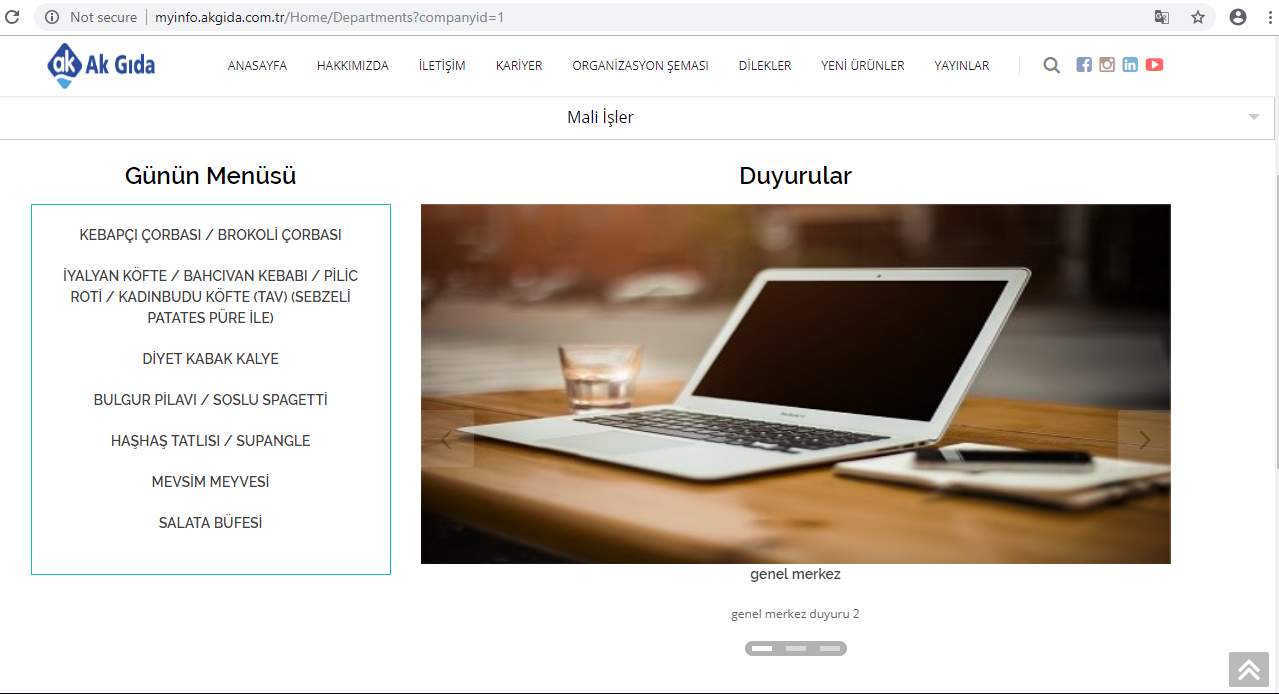 Not secure | myinfo.akgida.com.tr/Home/Departments?companyid=1
ak Ak Gıda
ANASAYFA HAKKIMIZDA İLETİŞİM KARİYER ORGANİZASYON ŞEMASI DİLEKLER YENİ ÜRÜNLER YAYINLAR
Mali İşler
Günün Menüsü
KEBAPÇI ÇORBASI / BROKOLİ ÇORBASI
İYALYAN KÖFTE / BAHCIVAN KEBABI / PİLİC
ROTİ / KADINBUDU KÖFTE (TAV) (SEBZELİ
PATATES PÜRE İLE)
DİYET KABAK KALYE
BULGUR PİLAVI / SOSLU SPAGETTİ
HAŞHAŞ TATLISI / SUPANGLE
MEVSİM MEYVESİ
SALATA BÜFESİ
Duyurular
genel merkez
genel merkez duyuru 2